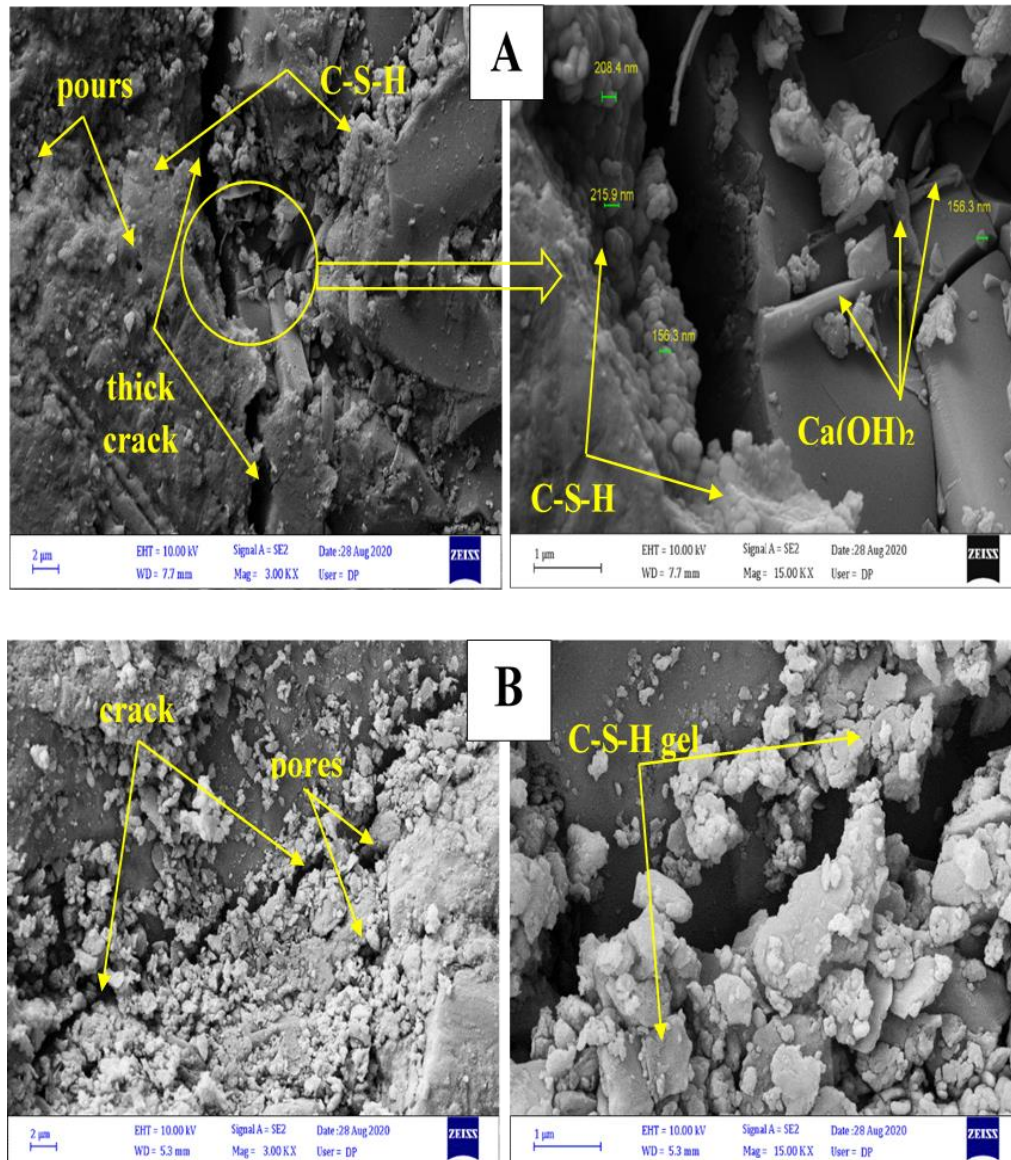 A
pours
C-S-H
thick
crack
2 µm
EHT = 10.00 kV
Signal A = SE2
Date :28 Aug 2020
WD = 7.7 mm
Mag = 3.00 KX
User = DP
ZEISS
208.4 nm
215.9 nm
156.3 nm
156.3 nm
Ca(OH)₂
C-S-H
1 µm
EHT = 10.00 kV
Signal A = SE2
Date :28 Aug 2020
WD = 7.7 mm
Mag = 15.00 KX
User = DP
ZEISS
B
crack
pores
2 µm
EHT = 10.00 kV
Signal A = SE2
Date :28 Aug 2020
WD = 5.3 mm
Mag = 3.00 KX
User = DP
ZEISS
C-S-H gel
1 µm
EHT = 10.00 kV
Signal A = SE2
Date :28 Aug 2020
WD = 5.3 mm
Mag = 15.00 KX
User = DP
ZEISS